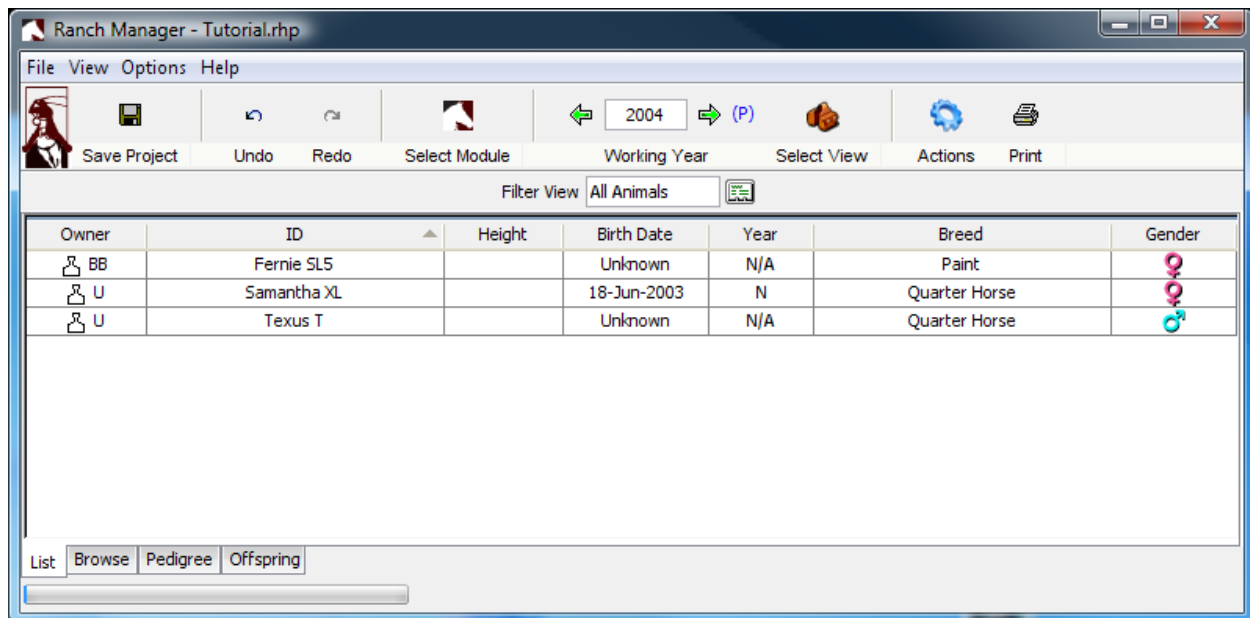 Ranch Manager - Tutorial.rhp
File View Options Help
2004 (P)
Save Project Undo Redo Select Module Working Year Select View Actions Print
Filter View All Animals
Owner ID Height Birth Date Year Breed Gender
BB Fernie SL5 Unknown N/A Paint
U Samantha XL 18-Jun-2003 N Quarter Horse
U Texus T Unknown N/A Quarter Horse
List Browse Pedigree Offspring